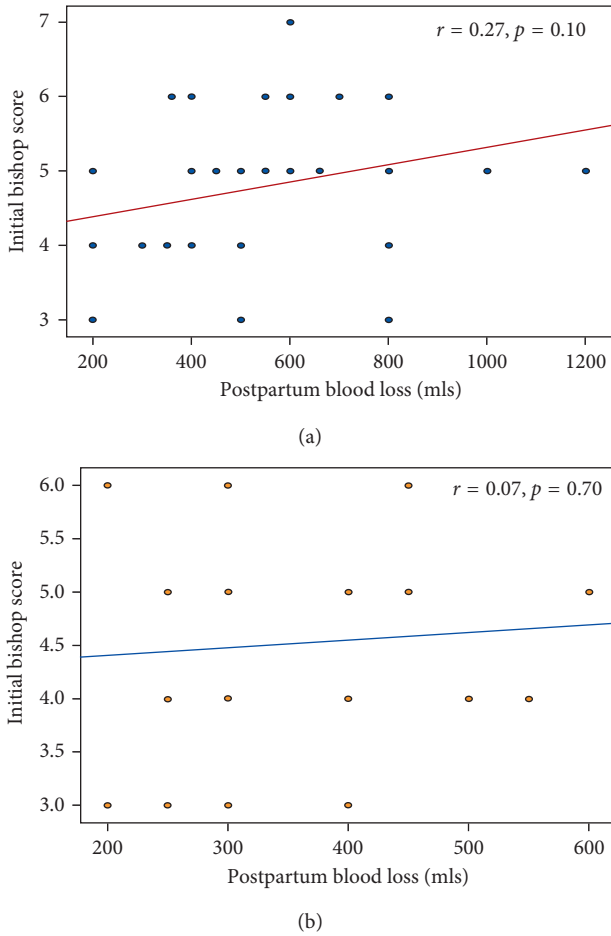 r = 0.27, p = 0.10
7
6
5
4
3
Initial bishop score
200 400 600 800 1000 1200
Postpartum blood loss (mls)
(a)
r = 0.07, p = 0.70
6.0
5.5
5.0
4.5
4.0
3.5
3.0
Initial bishop score
200 300 400 500 600
Postpartum blood loss (mls)
(b)